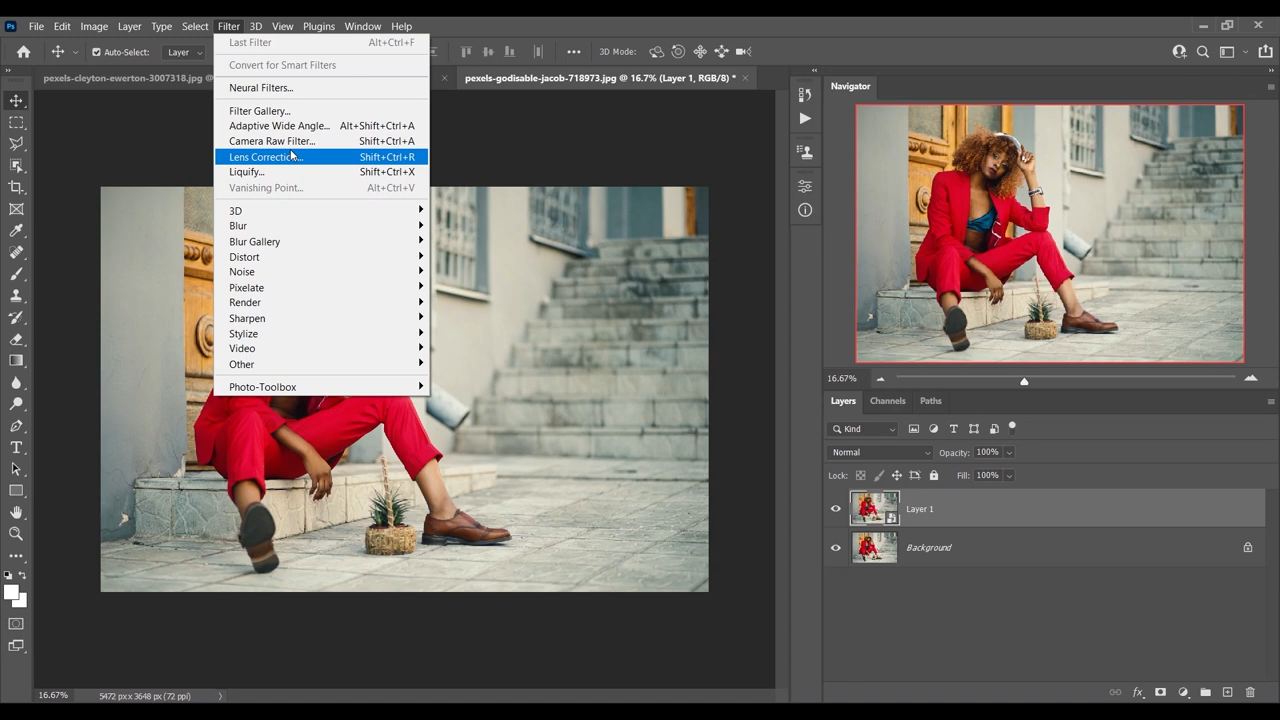 Ps File Edit Image Layer Type Select Filter 3D View Plugins Window Help
Auto-Select: Layer 3D Mode:
pexels-cleyton-ewerton-3007318.jpg @
pexels-godisable-jacob-718973.jpg @ 16.7% (Layer 1, RGB/8) *
Last Filter Alt+Ctrl+F
Convert for Smart Filters
Neural Filters...
Filter Gallery...
Adaptive Wide Angle... Alt+Shift+Ctrl+A
Camera Raw Filter... Shift+Ctrl+A
Lens Correction... Shift+Ctrl+R
Liquify... Shift+Ctrl+X
Vanishing Point... Alt+Ctrl+V
3D
Blur
Blur Gallery
Distort
Noise
Pixelate
Render
Sharpen
Stylize
Video
Other
Photo-Toolbox
16.67% 5472 px x 3648 px (72 ppi)
Navigator
16.67%
Layers Channels Paths
Kind
Normal Opacity: 100%
Lock: Fill: 100%
Layer 1
Background